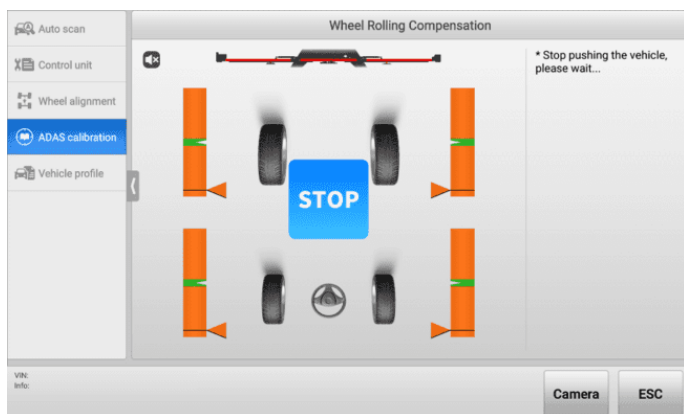 Wheel Rolling Compensation
Auto scan
Control unit
Wheel alignment
ADAS calibration
Vehicle profile
* Stop pushing the vehicle,
please wait...
STOP
VIN:
Info:
Camera
ESC